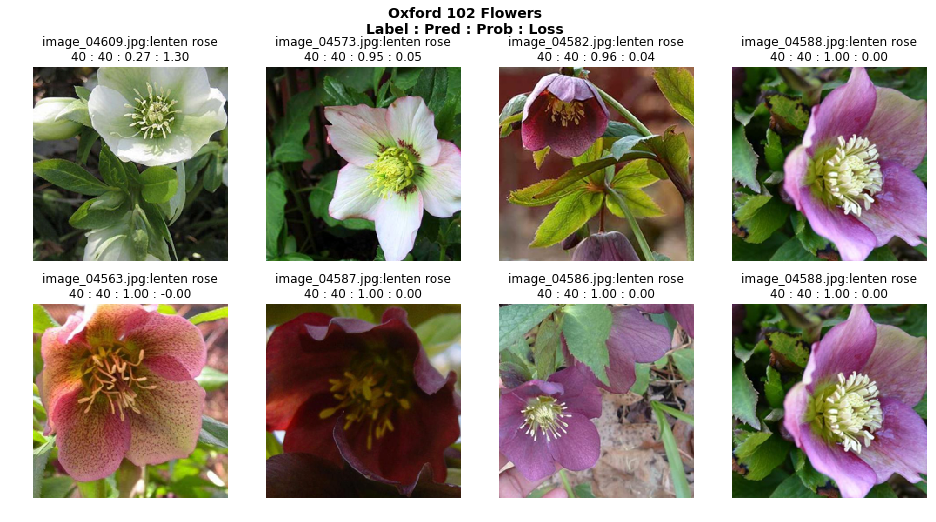 Oxford 102 Flowers
Label : Pred : Prob : Loss
image_04609.jpg:lenten rose
40 : 40 : 0.27 : 1.30
image_04573.jpg:lenten rose
40 : 40 : 0.95 : 0.05
image_04582.jpg:lenten rose
40 : 40 : 0.96 : 0.04
image_04588.jpg:lenten rose
40 : 40 : 1.00 : 0.00
image_04563.jpg:lenten rose
40 : 40 : 1.00 : -0.00
image_04587.jpg:lenten rose
40 : 40 : 1.00 : 0.00
image_04586.jpg:lenten rose
40 : 40 : 1.00 : 0.00
image_04588.jpg:lenten rose
40 : 40 : 1.00 : 0.00